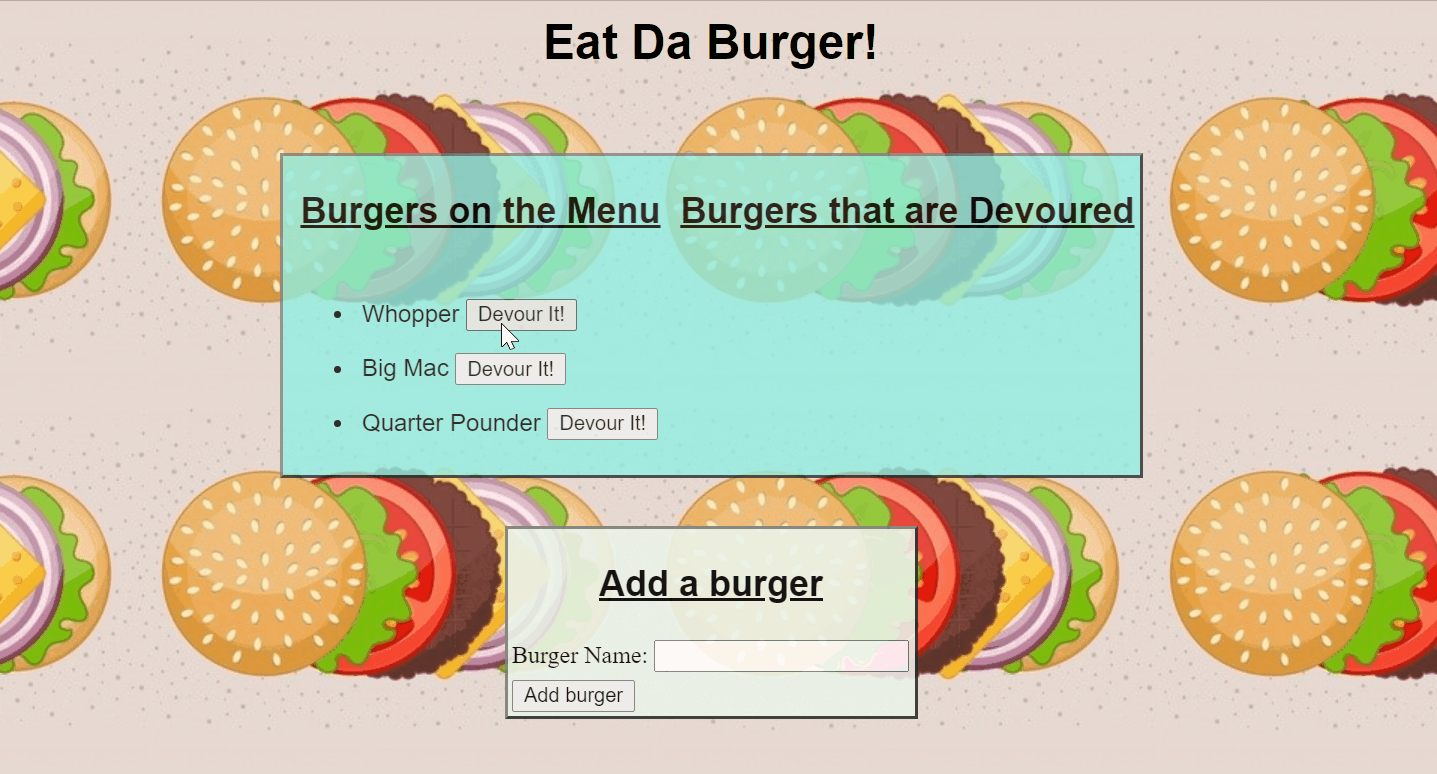 Eat Da Burger!
Burgers on the Menu
Burgers that are Devoured
Whopper Devour It!
Big Mac Devour It!
Quarter Pounder Devour It!
Add a burger
Burger Name:
Add burger